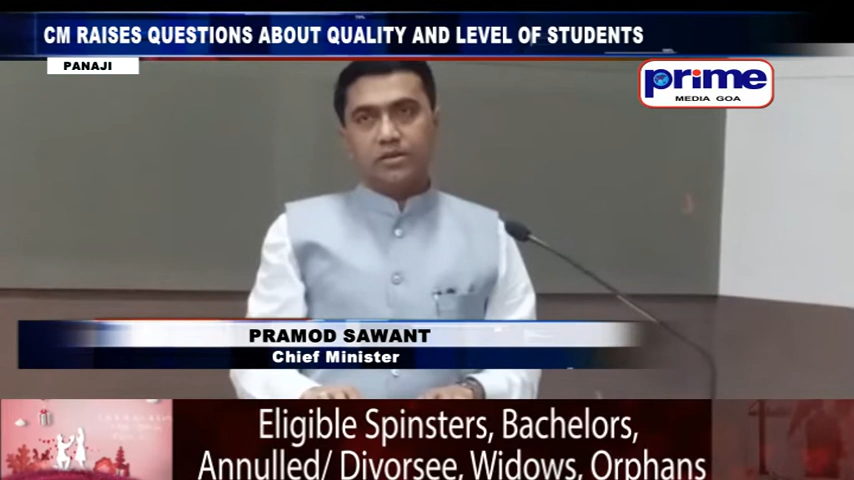 CM RAISES QUESTIONS ABOUT QUALITY AND LEVEL OF STUDENTS
PANAJI
prime
MEDIA GOA
PRAMOD SAWANT
Chief Minister
Eligible Spinsters, Bachelors,
Annulled/ Divorsee, Widows, Orphans